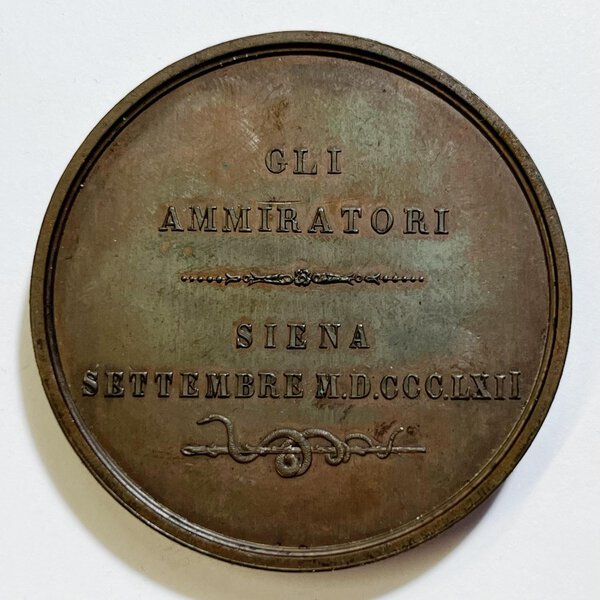 GLI
AMMIRATORI
SIENA
SETTEMBRE M.D.CCC.LXII